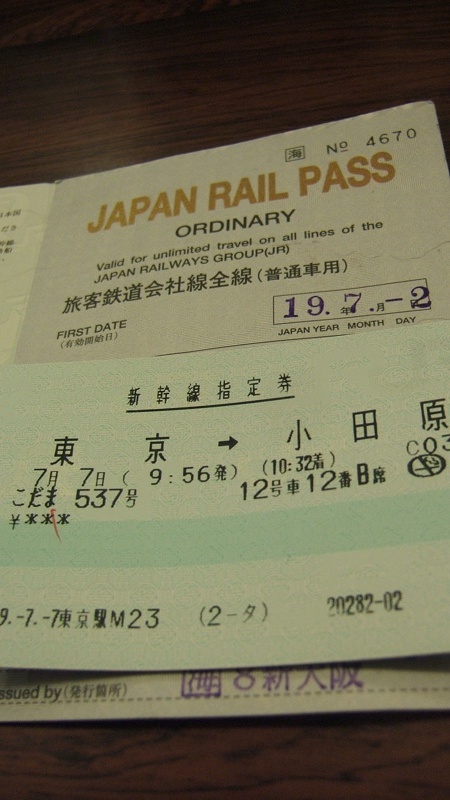 海 № 4670
JAPAN RAIL PASS
ORDINARY
Valid for unlimited travel on all lines of the
JAPAN RAILWAYS GROUP(JR)
旅客鉄道会社線全線(普通車用)
FIRST DATE
(有効開始日)
19.年7.月-2
JAPAN YEAR MONTH DAY
新幹線指定券
東京 → 小田原
7月 7日( 9:56発) (10:32着) C03
こだま 537号 12号車12番B席
¥***
9.-7.-7東京駅M23 (2-タ) 20282-02
ssued by(発行箇所) 8新大阪